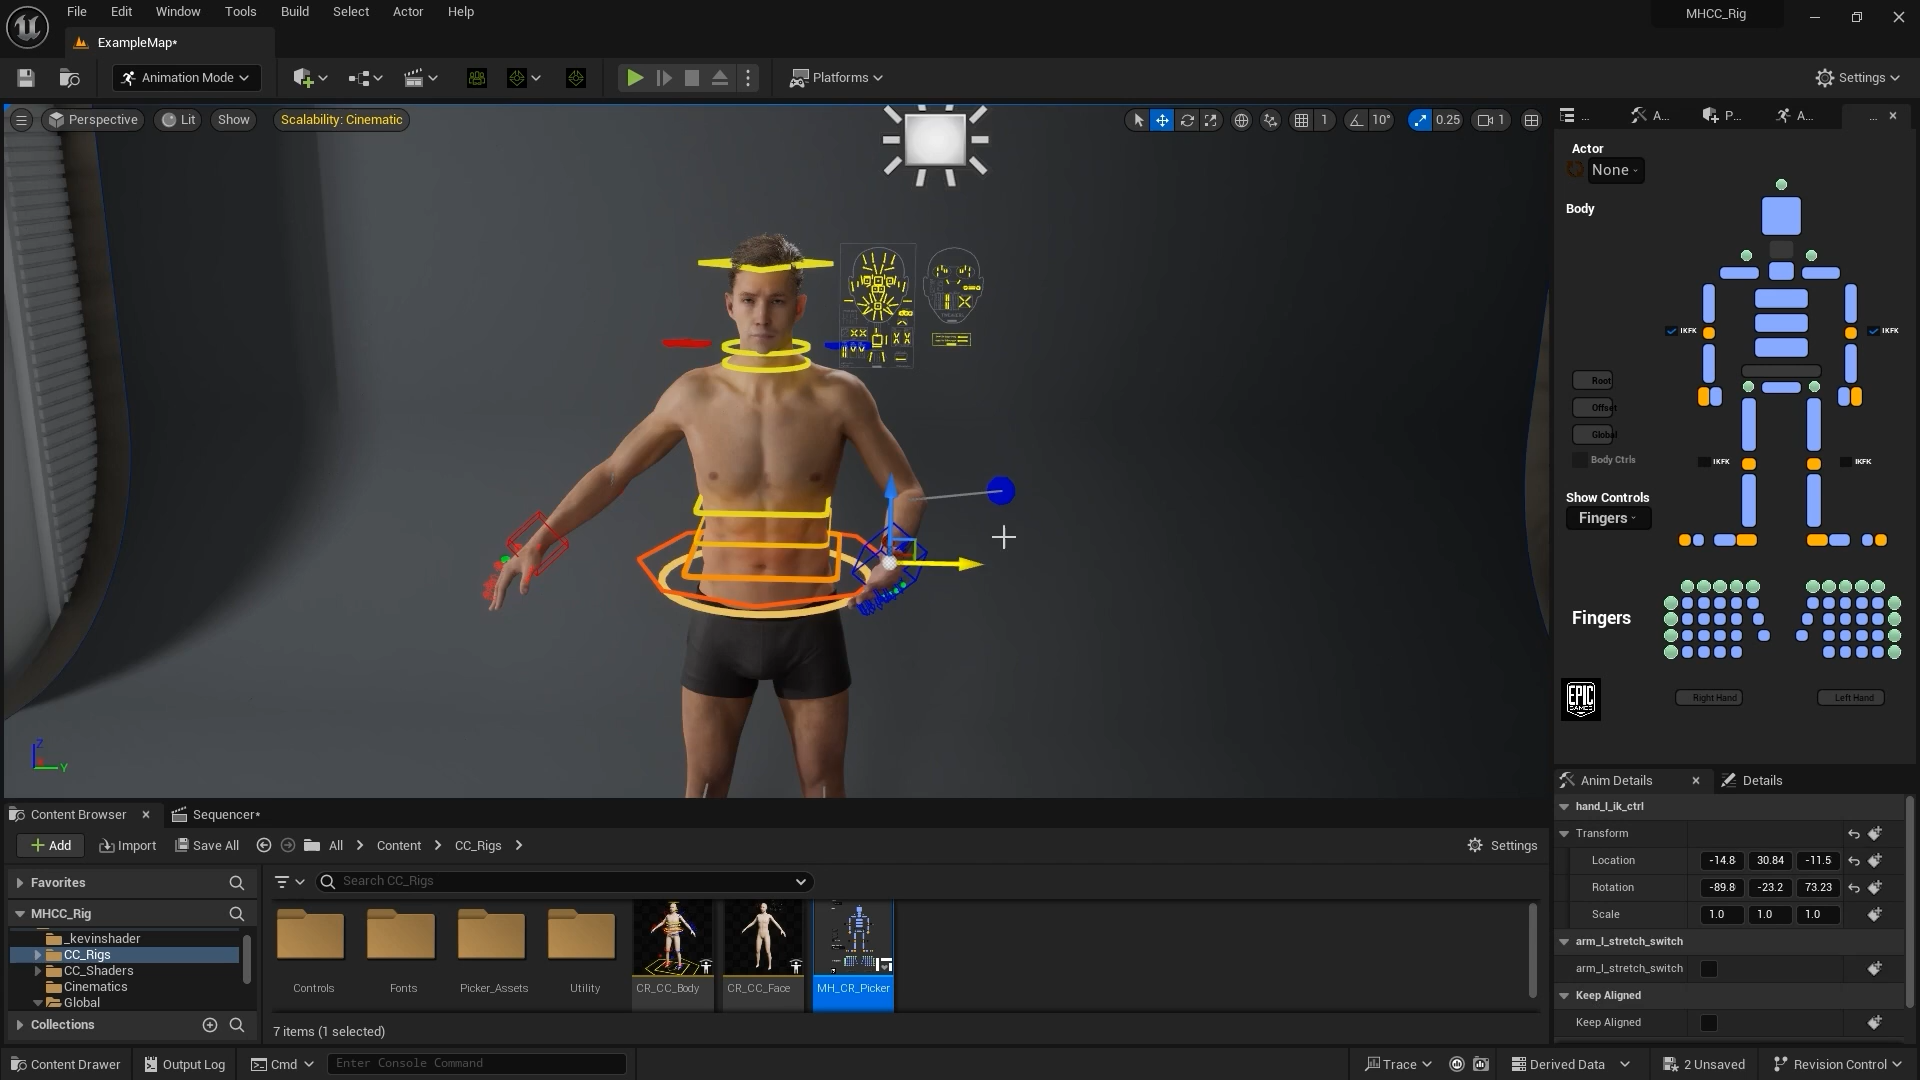 File Edit Window Tools Build Select Actor Help
MHCC_Rig
ExampleMap*
Animation Mode
Platforms
Settings
Perspective Lit Show Scalability: Cinematic
1 10° 0.25 1
... A... P... A... ...
Actor
None
Body
IKFK IKFK
Root
Offset
Global
Body Ctrls
IKFK IKFK
Show Controls
Fingers
Fingers
EPIC GAMES
Right Hand Left Hand
Z
Y
Anim Details Details
hand_l_ik_ctrl
Transform
Location -14.8 30.84 -11.5
Rotation -89.8 -23.2 73.23
Scale 1.0 1.0 1.0
arm_l_stretch_switch
arm_l_stretch_switch
Keep Aligned
Keep Aligned
Content Browser Sequencer*
Add Import Save All All Content CC_Rigs Settings
Favorites
Search CC_Rigs
MHCC_Rig
_kevinshader
CC_Rigs
CC_Shaders
Cinematics
Global
Collections
Controls Fonts Picker_Assets Utility CR_CC_Body CR_CC_Face MH_CR_Picker
7 items (1 selected)
Content Drawer Output Log Cmd Enter Console Command Trace Derived Data 2 Unsaved Revision Control